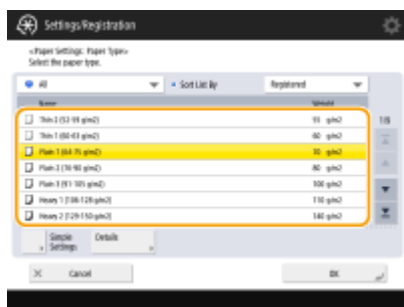 Settings/Registration
<Paper Settings: Paper Type>
Select the paper type.
All
Sort List By
Registered
Name
Weight
Thin 2 (52-59 g/m2) 55 g/m2
Thin 1 (60-63 g/m2) 60 g/m2
Plain 1 (64-75 g/m2) 70 g/m2
Plain 2 (76-90 g/m2) 80 g/m2
Plain 3 (91-105 g/m2) 100 g/m2
Heavy 1 (106-128 g/m2) 110 g/m2
Heavy 2 (129-150 g/m2) 140 g/m2
Simple Settings
Details
Cancel
OK